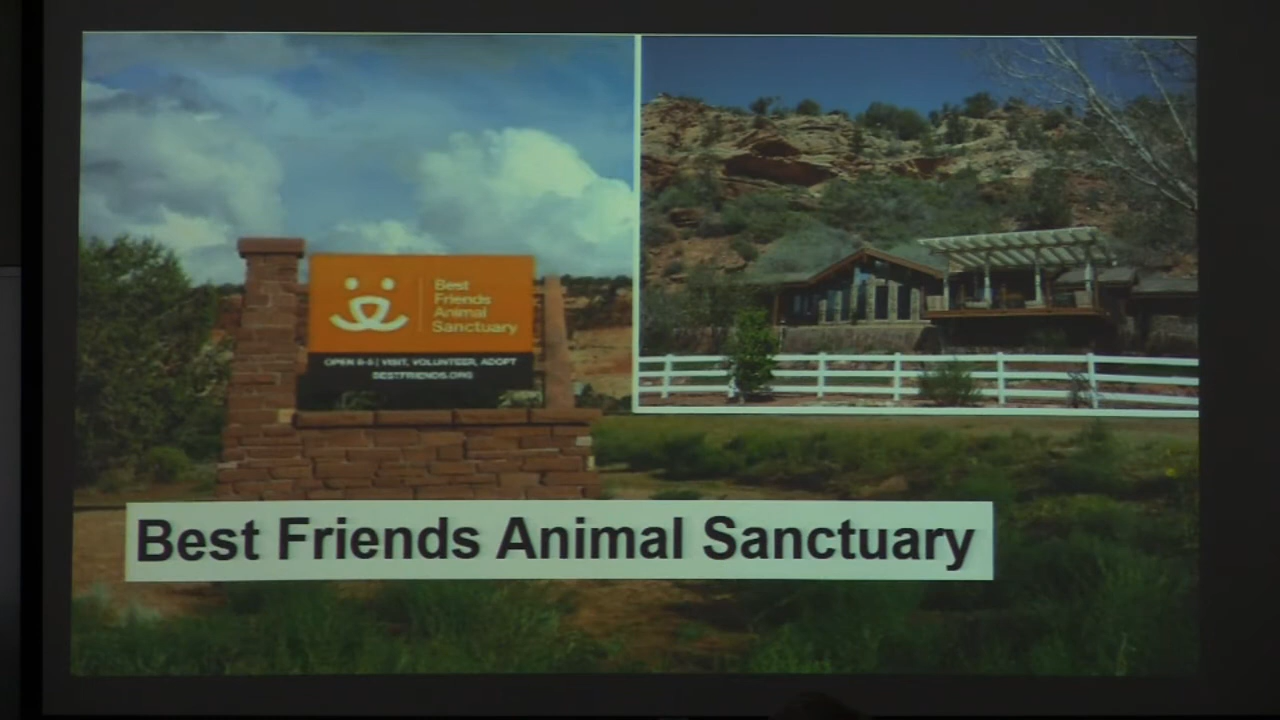 Best
Friends
Animal
Sanctuary
OPEN 8-5 | VISIT, VOLUNTEER, ADOPT
BESTFRIENDS.ORG
Best Friends Animal Sanctuary